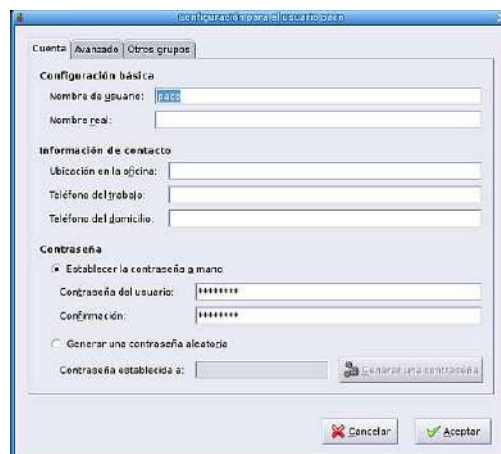 Configuración para el usuario paco
Cuenta Avanzado Otros grupos
Configuración básica
Nombre de usuario: paco
Nombre real:
Información de contacto
Ubicación en la oficina:
Teléfono del trabajo:
Teléfono del domicilio:
Contraseña
Establecer la contraseña a mano
Contraseña del usuario: ********
Confirmación: ********
Generar una contraseña aleatoria
Contraseña establecida a: Generar una contraseña
Cancelar Aceptar